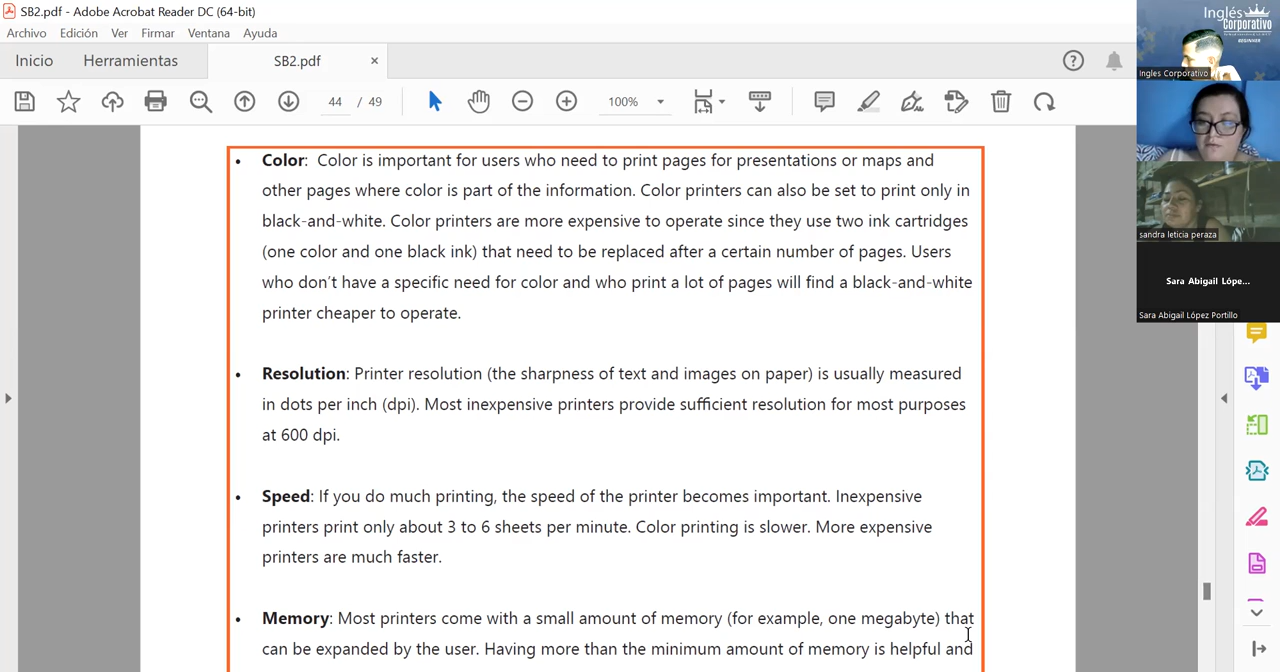 SB2.pdf - Adobe Acrobat Reader DC (64-bit)
Archivo Edición Ver Firmar Ventana Ayuda
Inicio Herramientas SB2.pdf ×
44 / 49 100%
• Color: Color is important for users who need to print pages for presentations or maps and
other pages where color is part of the information. Color printers can also be set to print only in
black-and-white. Color printers are more expensive to operate since they use two ink cartridges
(one color and one black ink) that need to be replaced after a certain number of pages. Users
who don't have a specific need for color and who print a lot of pages will find a black-and-white
printer cheaper to operate.
• Resolution: Printer resolution (the sharpness of text and images on paper) is usually measured
in dots per inch (dpi). Most inexpensive printers provide sufficient resolution for most purposes
at 600 dpi.
• Speed: If you do much printing, the speed of the printer becomes important. Inexpensive
printers print only about 3 to 6 sheets per minute. Color printing is slower. More expensive
printers are much faster.
• Memory: Most printers come with a small amount of memory (for example, one megabyte) that
can be expanded by the user. Having more than the minimum amount of memory is helpful and
Inglés
Corporativo
BEGINNER
Ingles Corporativo
sandra leticia peraza
Sara Abigail Lópe...
Sara Abigail López Portillo